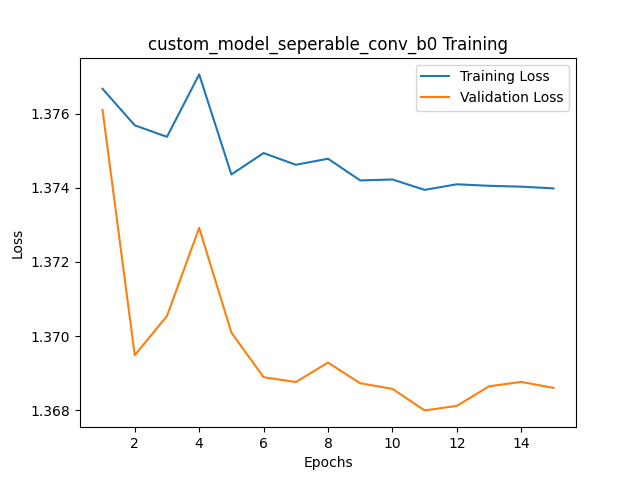 custom_model_seperable_conv_b0 Training
Training Loss
Validation Loss
1.376
1.374
1.372
1.370
1.368
Loss
2 4 6 8 10 12 14
Epochs